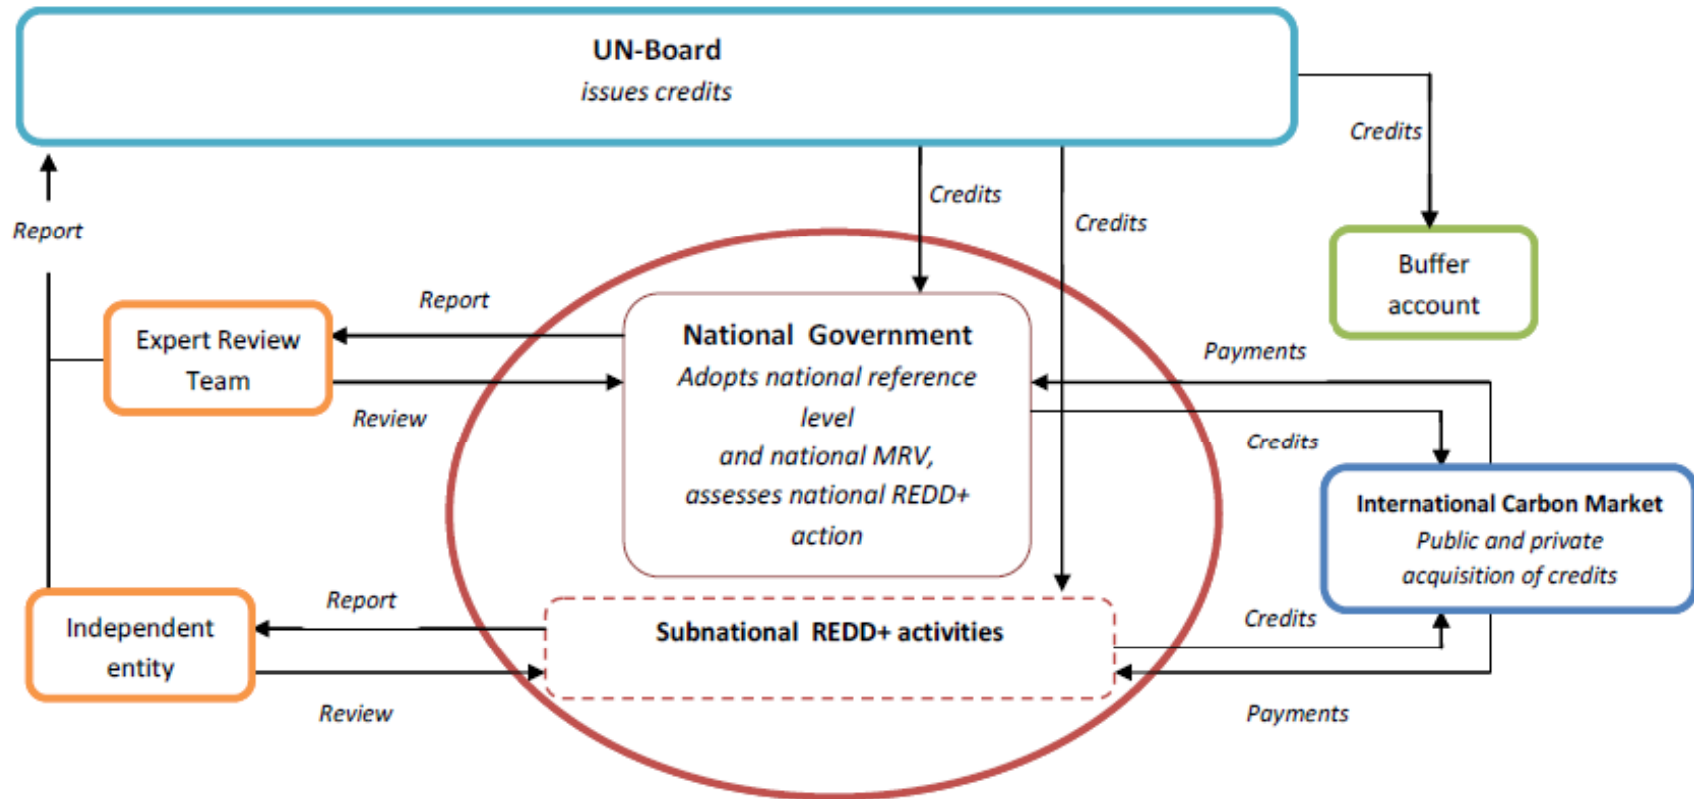 UN-Board
issues credits
Credits
Credits
Credits
Report
Buffer
account
Report
Expert Review
Team
Review
National Government
Adopts national reference
level
and national MRV,
assesses national REDD+
action
Payments
Credits
International Carbon Market
Public and private
acquisition of credits
Report
Independent
entity
Review
Subnational REDD+ activities
Credits
Payments